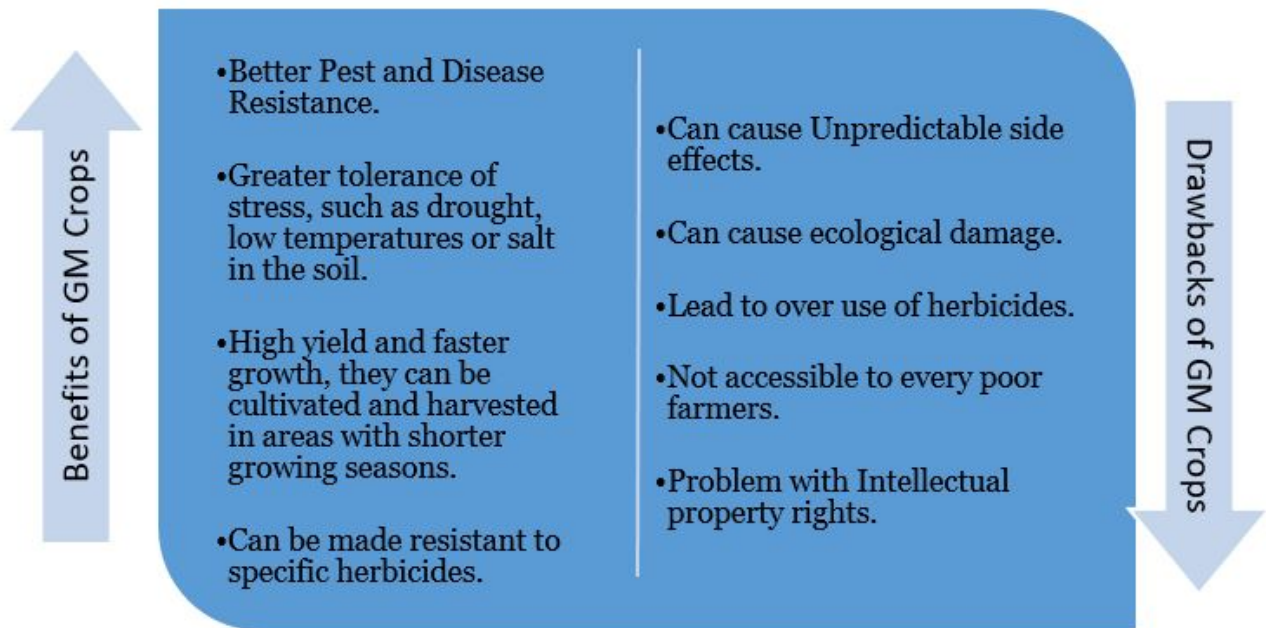 Benefits of GM Crops
•Better Pest and Disease
Resistance.
•Greater tolerance of
stress, such as drought,
low temperatures or salt
in the soil.
•High yield and faster
growth, they can be
cultivated and harvested
in areas with shorter
growing seasons.
•Can be made resistant to
specific herbicides.
•Can cause Unpredictable side
effects.
•Can cause ecological damage.
•Lead to over use of herbicides.
•Not accessible to every poor
farmers.
•Problem with Intellectual
property rights.
Drawbacks of GM Crops